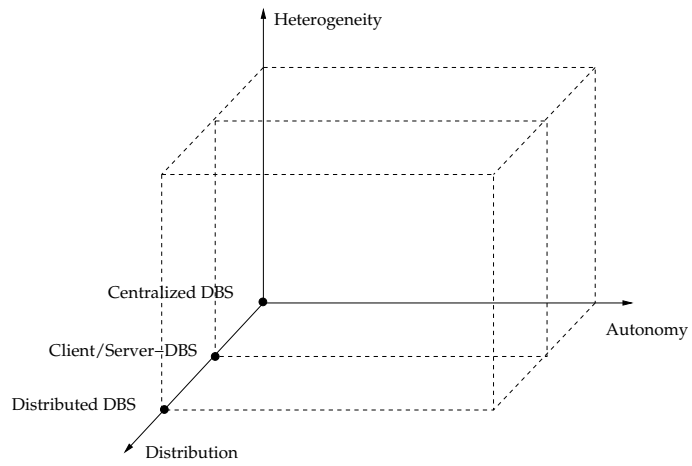 Heterogeneity
Centralized DBS
Autonomy
Client/Server−DBS
Distributed DBS
Distribution